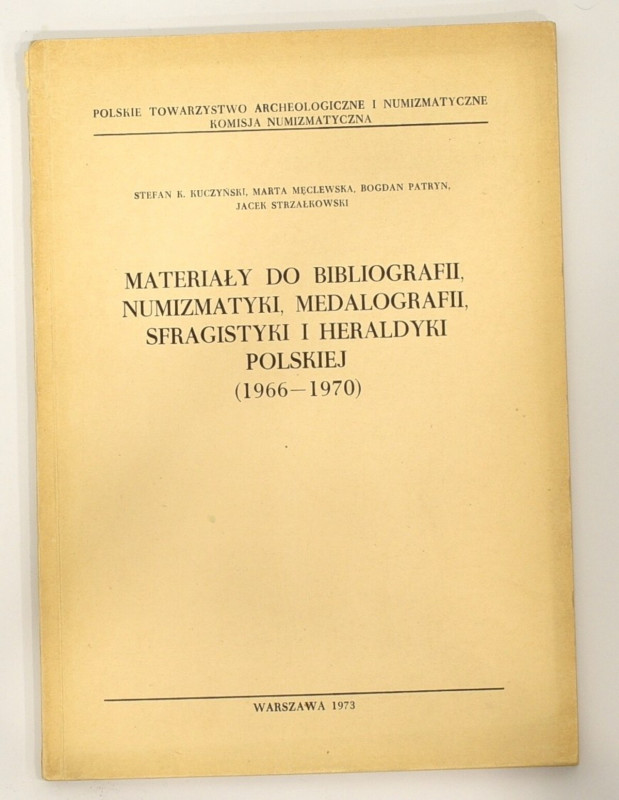 POLSKIE TOWARZYSTWO ARCHEOLOGICZNE I NUMIZMATYCZNE
KOMISJA NUMIZMATYCZNA
STEFAN K. KUCZYŃSKI, MARTA MĘCLEWSKA, BOGDAN PATRYN,
JACEK STRZAŁKOWSKI
MATERIAŁY DO BIBLIOGRAFII,
NUMIZMATYKI, MEDALOGRAFII,
SFRAGISTYKI I HERALDYKI
POLSKIEJ
(1966—1970)
WARSZAWA 1973